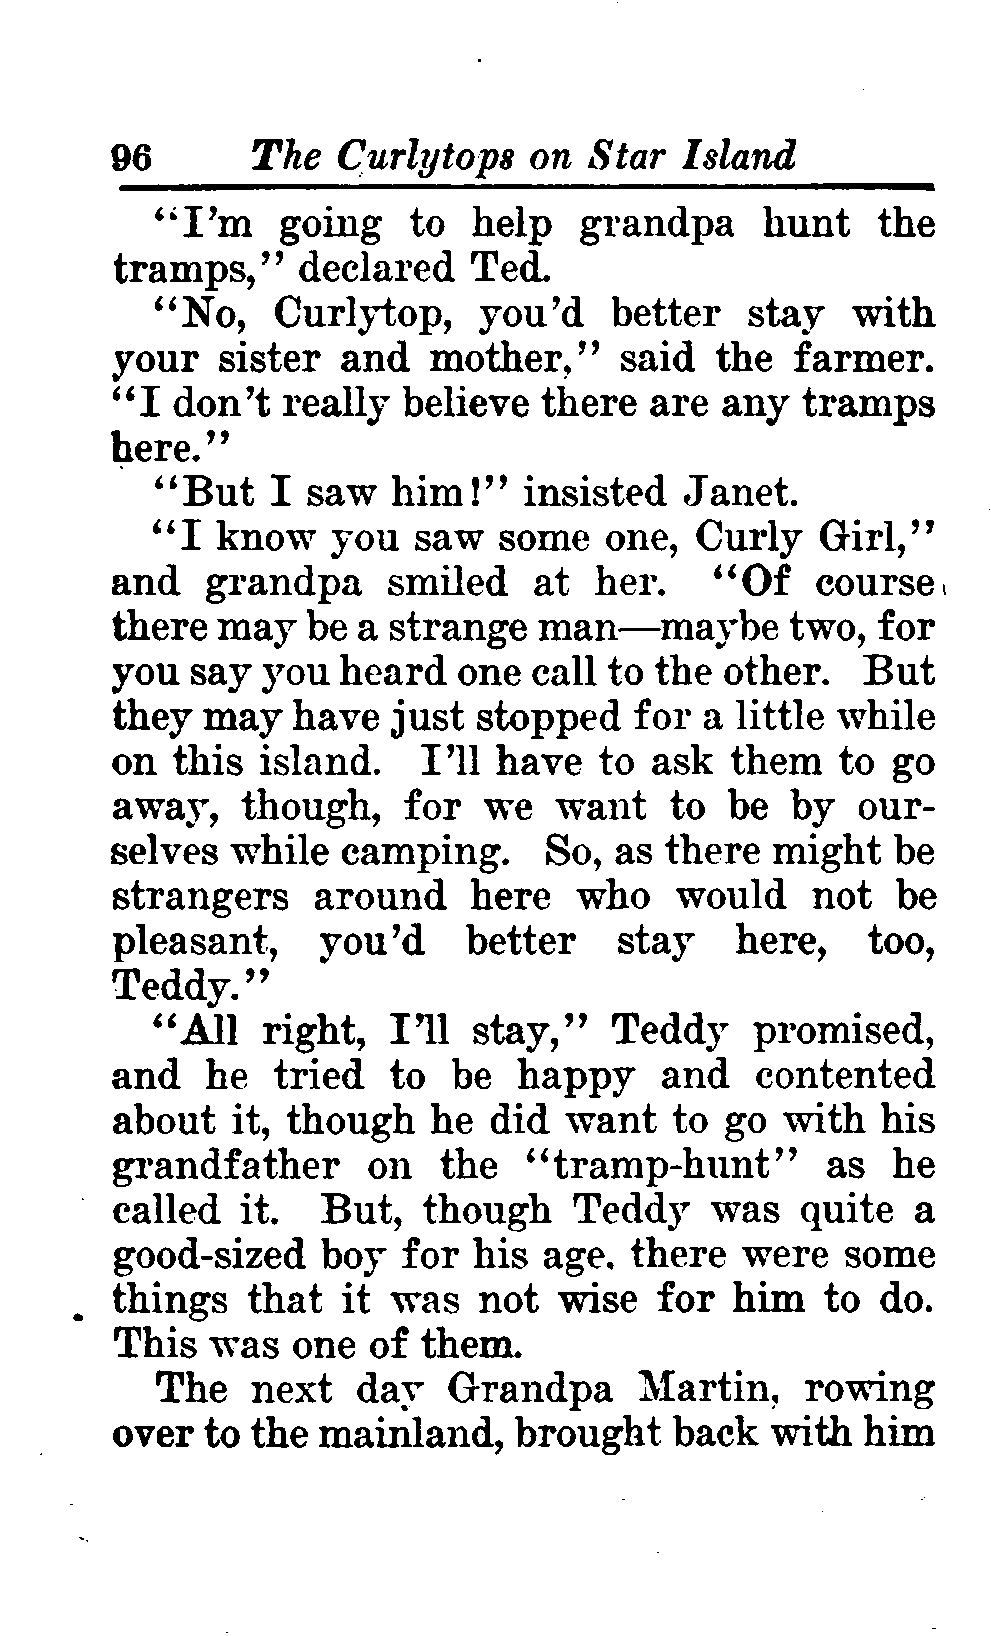 96 The Curlytops on Star Island
“I’m going to help grandpa hunt the
tramps,” declared Ted.
“No, Curlytop, you’d better stay with
your sister and mother,” said the farmer.
“I don’t really believe there are any tramps
here.”
“But I saw him!” insisted Janet.
“I know you saw some one, Curly Girl,”
and grandpa smiled at her. “Of course
there may be a strange man—maybe two, for
you say you heard one call to the other. But
they may have just stopped for a little while
on this island. I’ll have to ask them to go
away, though, for we want to be by our-
selves while camping. So, as there might be
strangers around here who would not be
pleasant, you’d better stay here, too,
Teddy.”
“All right, I’ll stay,” Teddy promised,
and he tried to be happy and contented
about it, though he did want to go with his
grandfather on the “tramp-hunt” as he
called it. But, though Teddy was quite a
good-sized boy for his age, there were some
things that it was not wise for him to do.
This was one of them.
The next day Grandpa Martin, rowing
over to the mainland, brought back with him